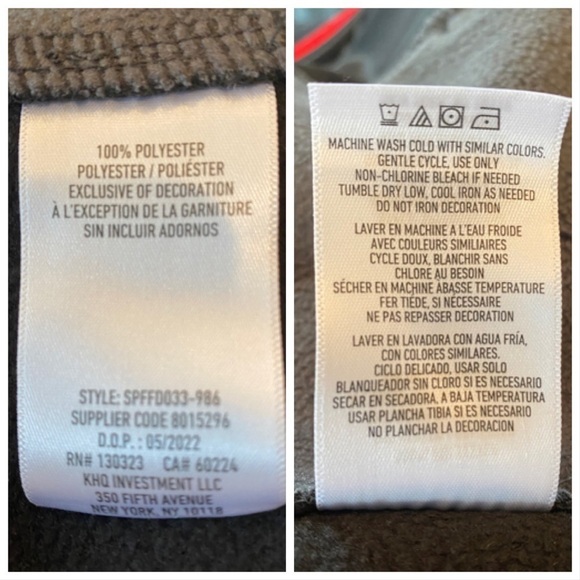 100% POLYESTER
POLYESTER / POLIÉSTER
EXCLUSIVE OF DECORATION
À L'EXCEPTION DE LA GARNITURE
SIN INCLUIR ADORNOS
STYLE: SPFFD033-986
SUPPLIER CODE 8015296
D.O.P. : 05/2022
RN# 130323 CA# 60224
KHQ INVESTMENT LLC
350 FIFTH AVENUE
NEW YORK, NY 10118
MACHINE WASH COLD WITH SIMILAR COLORS.
GENTLE CYCLE, USE ONLY
NON-CHLORINE BLEACH IF NEEDED
TUMBLE DRY LOW, COOL IRON AS NEEDED
DO NOT IRON DECORATION
LAVER EN MACHINE A L'EAU FROIDE
AVEC COULEURS SIMILIAIRES
CYCLE DOUX, BLANCHIR SANS
CHLORE AU BESOIN
SÉCHER EN MACHINE ÀBASSE TEMPERATURE
FER TIÉDE, SI NÉCESSAIRE
NE PAS REPASSER DECORATION
LAVER EN LAVADORA CON AGUA FRÍA,
CON COLORES SIMILARES.
CICLO DELICADO, USAR SOLO
BLANQUEADOR SIN CLORO SI ES NECESARIO
SECAR EN SECADORA, A BAJA TEMPERATURA
USAR PLANCHA TIBIA SI ES NECESARIO
NO PLANCHAR LA DECORACION